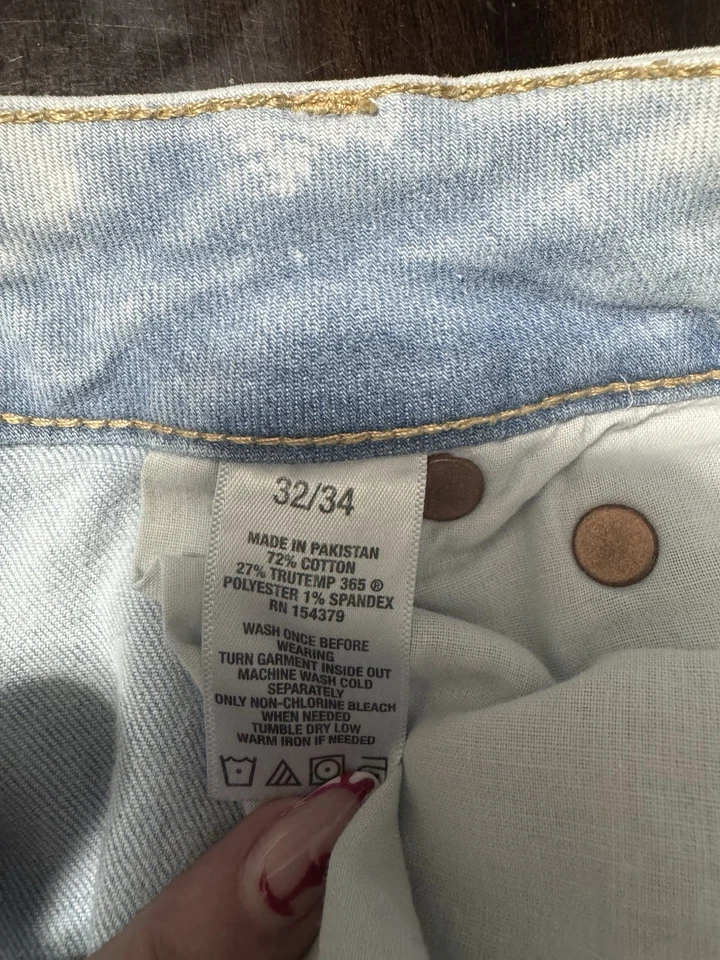 32/34
MADE IN PAKISTAN
72% COTTON
27% TRUTEMP 365 ®
POLYESTER 1% SPANDEX
RN 154379
WASH ONCE BEFORE
WEARING
TURN GARMENT INSIDE OUT
MACHINE WASH COLD
SEPARATELY
ONLY NON-CHLORINE BLEACH
WHEN NEEDED
TUMBLE DRY LOW
WARM IRON IF NEEDED